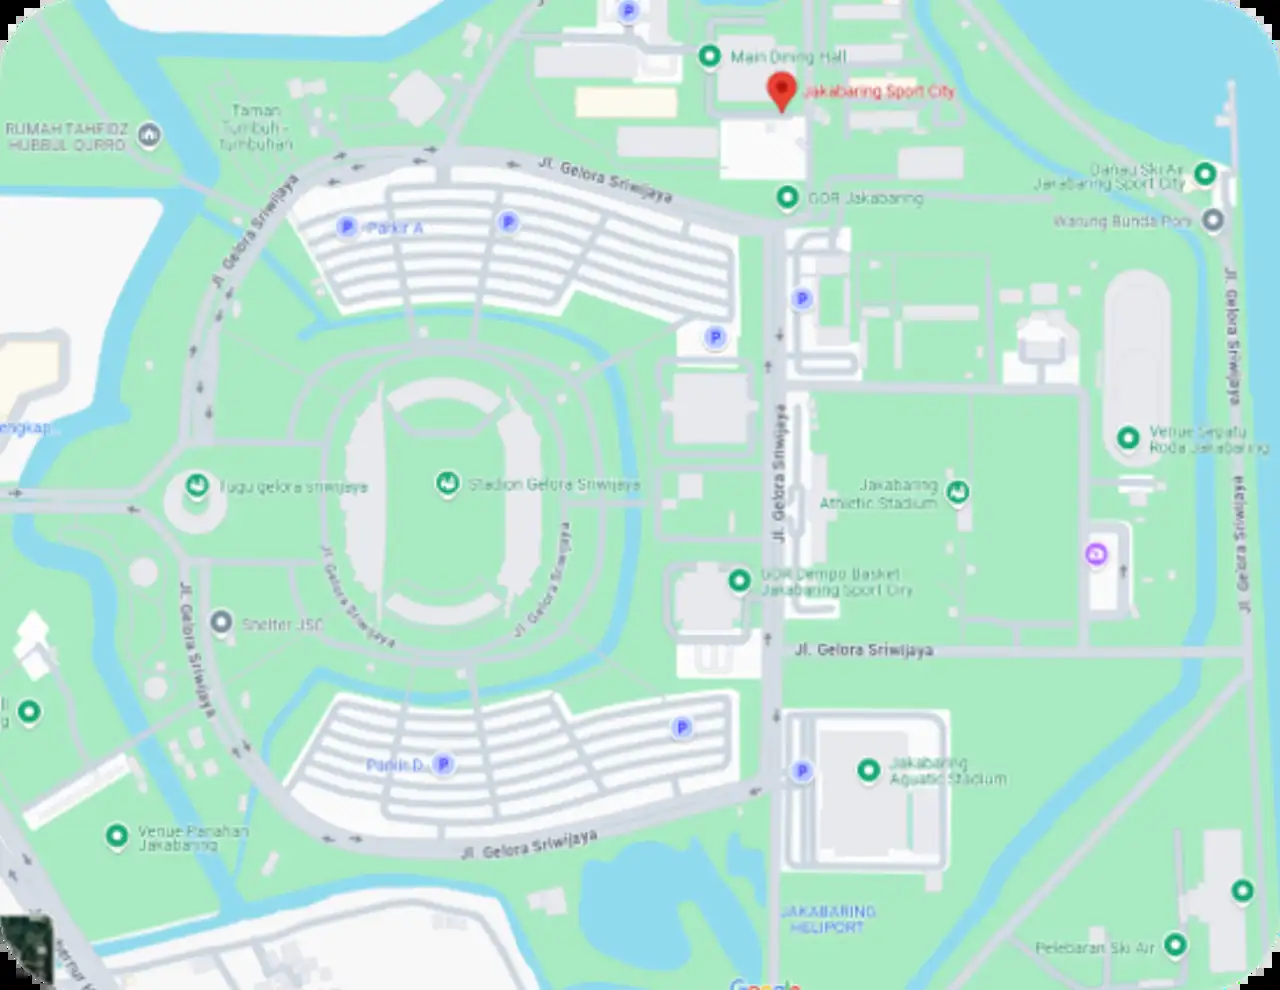 P
Main Dining Hall
Jakabaring Sport City
Taman
Tumbuh -
Tumbuhan
RUMAH TAHFIDZ
HUBBUL QURRO
Jl. Gelora Sriwijaya
Danau Ski Air
Jakabaring Sport City
GOR Jakabaring
Warung Bunda Poni
P Parkir A
P
Jl. Gelora Sriwijaya
P
P
Jl. Gelora Sriwijaya
engkap...
Venue Sepatu
Roda Jakabaring
Tugu gelora sriwijaya
Stadion Gelora Sriwijaya
Jl. Gelora Sriwijaya
Jakabaring
Athletic Stadium
Jl. Gelora Sriwijaya
GOR Dempo Basket
Jakabaring Sport City
Jl. Gelora Sriwijaya
Jl. Gelora Sriwijaya
Shelter JSC
Jl. Gelora Sriwijaya
Jl. Gelora Sriwijaya
P
Parkir D P
P
Jakabaring
Aquatic Stadium
Venue Panahan
Jakabaring
Jl. Gelora Sriwijaya
JAKABARING
HELIPORT
Pelebaran Ski Air
Google